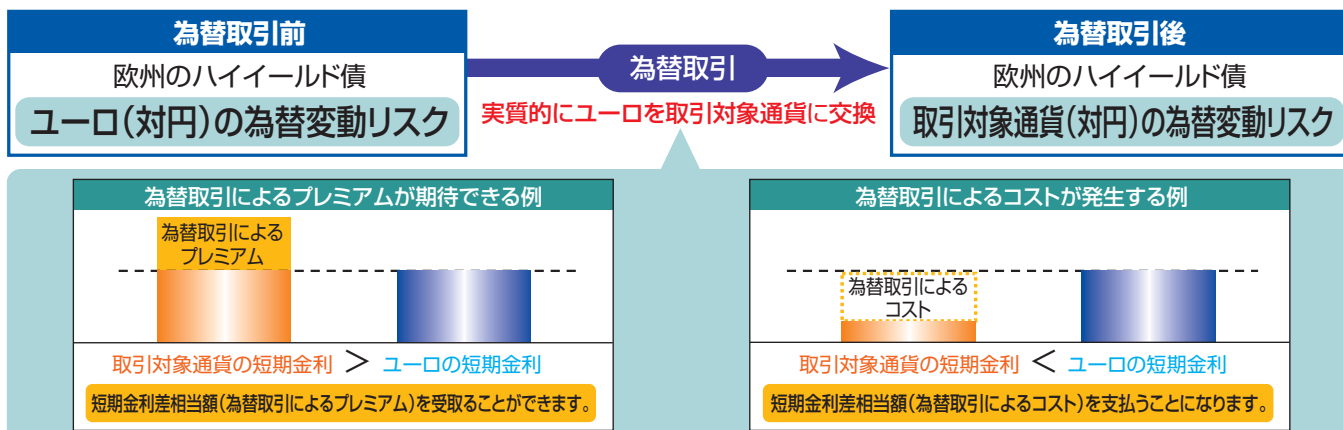 為替取引前
欧州のハイイールド債
ユーロ(対円)の為替変動リスク
為替取引
実質的にユーロを取引対象通貨に交換
為替取引後
欧州のハイイールド債
取引対象通貨(対円)の為替変動リスク
為替取引によるプレミアムが期待できる例
為替取引による
プレミアム
取引対象通貨の短期金利 > ユーロの短期金利
短期金利差相当額(為替取引によるプレミアム)を受取ることができます。
為替取引によるコストが発生する例
為替取引による
コスト
取引対象通貨の短期金利 < ユーロの短期金利
短期金利差相当額(為替取引によるコスト)を支払うことになります。